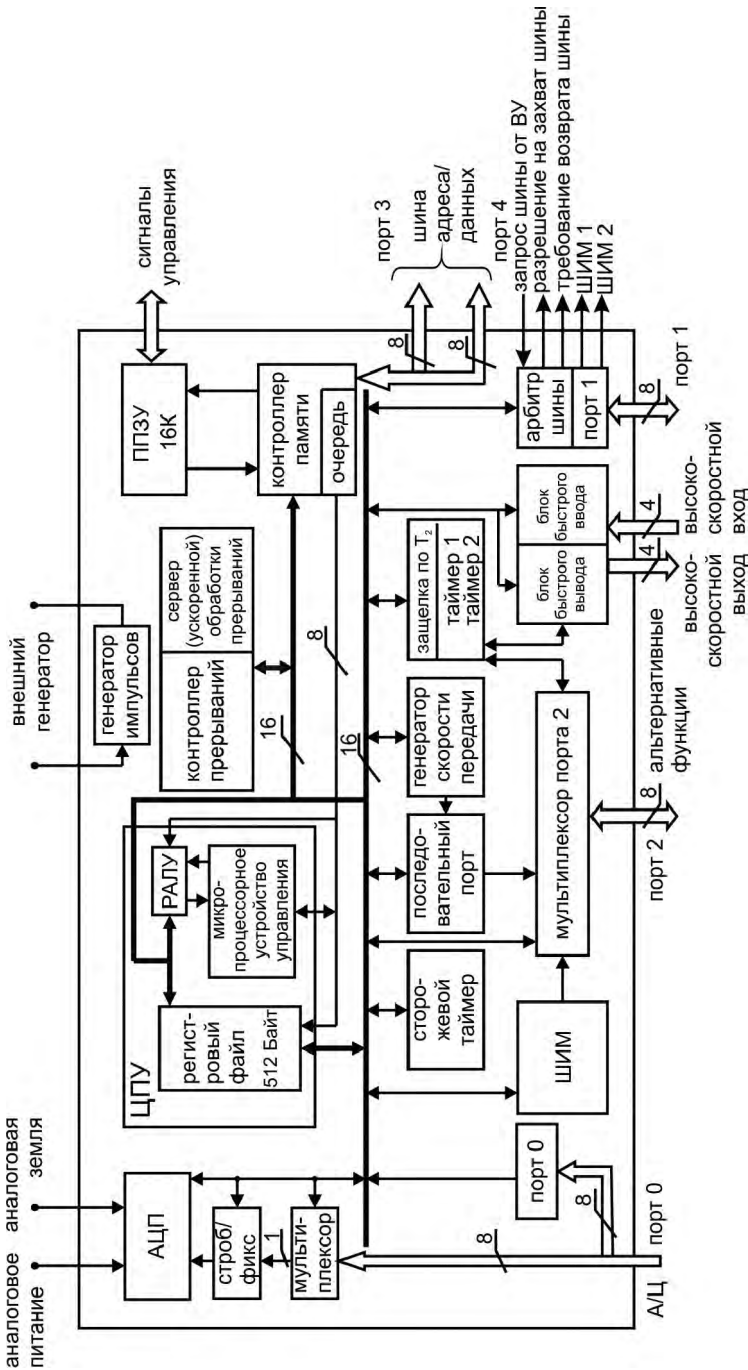 аналоговое
питание
аналоговая
земля
внешний
генератор
сигналы
управления
АЦП
строб/
фикс
1
мульти-
плексор
ЦПУ
регист-
ровый
файл
512 Байт
РАЛУ
микро-
процессорное
устройство
управления
генератор
импульсов
контроллер
прерываний
сервер
(ускоренной)
обработки
прерываний
ППЗУ
16К
контроллер
памяти
очередь
16
8
16
порт 3
шина
адреса/
данных
порт 4
8
8
8
порт 0
8
сторо-
жевой
таймер
ШИМ
последо-
вательный
порт
генератор
скорости
передачи
мультиплексор порта 2
защелка по Т₂
таймер 1
таймер 2
блок
быстрого
вывода
блок
быстрого
ввода
арбитр
шины
порт 1
запрос шины от ВУ
разрешение на захват шины
требование возврата шины
ШИМ 1
ШИМ 2
А/Ц
порт 0
порт 2
8
альтернативные
функции
4
высоко-
скоростной
выход
4
высоко-
скоростной
вход
8
порт 1